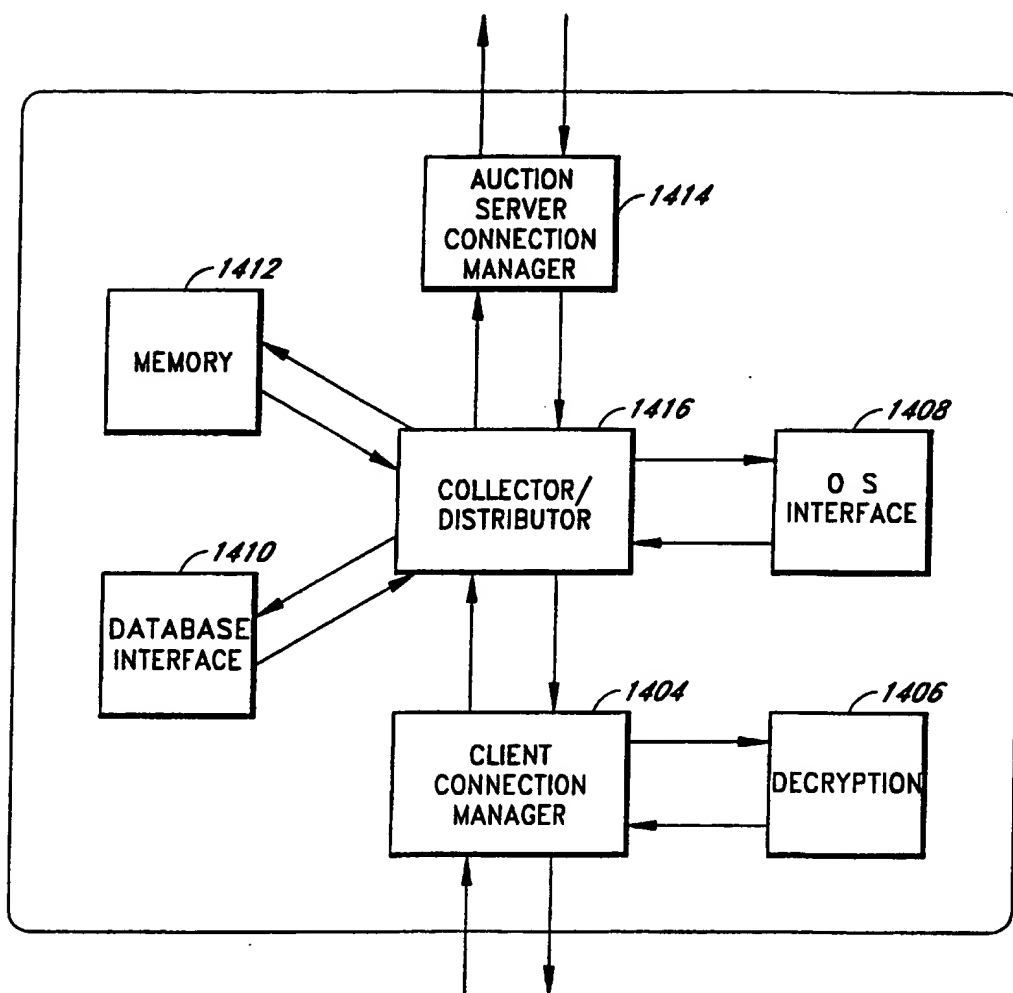 AUCTION
SERVER
CONNECTION
MANAGER
1414
1412
MEMORY
1416
COLLECTOR/
DISTRIBUTOR
1408
O S
INTERFACE
1410
DATABASE
INTERFACE
1404
CLIENT
CONNECTION
MANAGER
1406
DECRYPTION